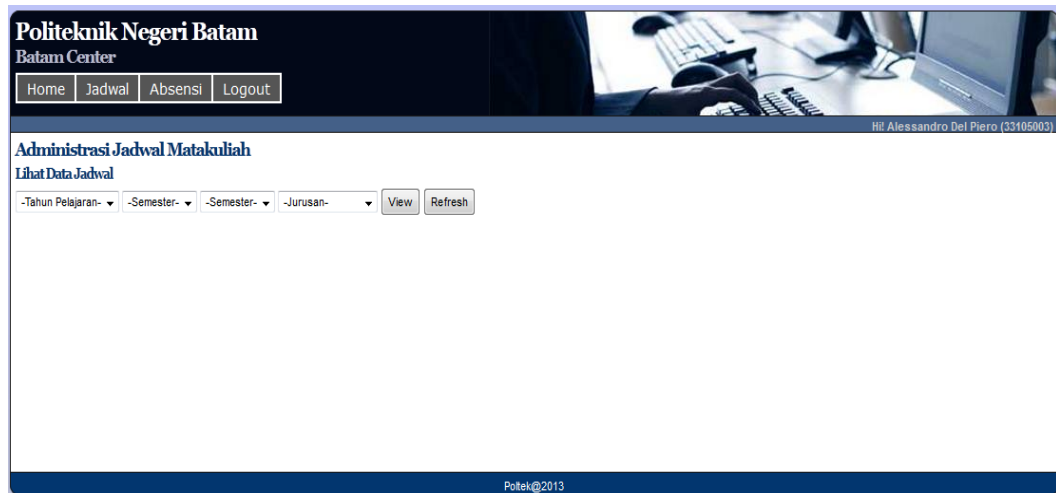 Politeknik Negeri Batam
Batam Center
Home Jadwal Absensi Logout
Hi! Alessandro Del Piero (33105003)
Administrasi Jadwal Matakuliah
Lihat Data Jadwal
-Tahun Pelajaran- -Semester- -Semester- -Jurusan- View Refresh
Poltek@2013